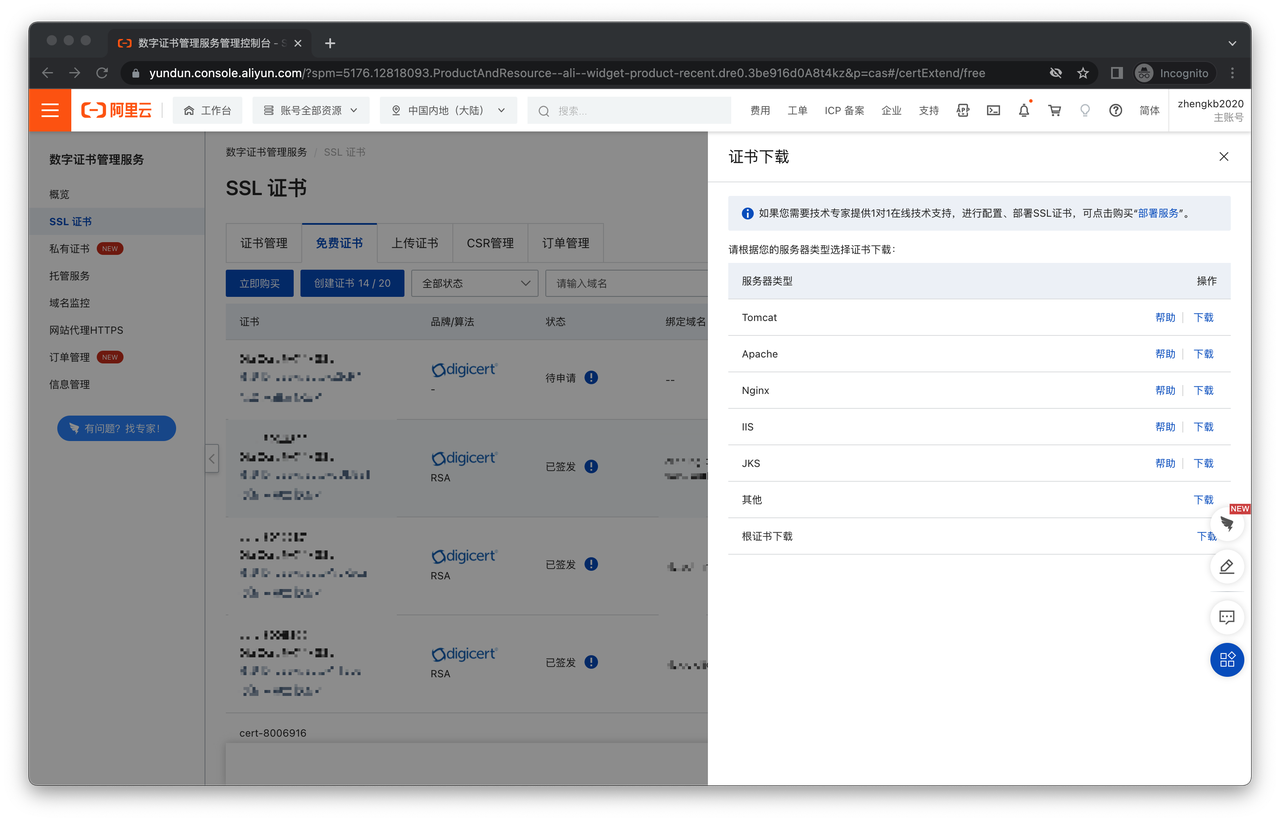 数字证书管理服务管理控制台 - S
yundun.console.aliyun.com/?spm=5176.12818093.ProductAndResource--ali--widget-product-recent.dre0.3be916d0A8t4kz&p=cas#/certExtend/free
Incognito
阿里云
工作台
账号全部资源
中国内地（大陆）
搜索...
费用
工单
ICP 备案
企业
支持
简体
zhengkb2020
主账号
数字证书管理服务
概览
SSL 证书
私有证书 NEW
托管服务
域名监控
网站代理HTTPS
订单管理 NEW
信息管理
有问题? 找专家!
数字证书管理服务 / SSL 证书
SSL 证书
证书管理
免费证书
上传证书
CSR管理
订单管理
立即购买
创建证书 14 / 20
全部状态
请输入域名
证书
品牌/算法
状态
绑定域名
digicert
-
待申请
--
digicert
RSA
已签发
digicert
RSA
已签发
digicert
RSA
已签发
cert-8006916
证书下载
如果您需要技术专家提供1对1在线技术支持，进行配置、部署SSL证书，可点击购买“部署服务”。
请根据您的服务器类型选择证书下载：
服务器类型 操作
Tomcat 帮助 下载
Apache 帮助 下载
Nginx 帮助 下载
IIS 帮助 下载
JKS 帮助 下载
其他 下载
根证书下载 下载
NEW